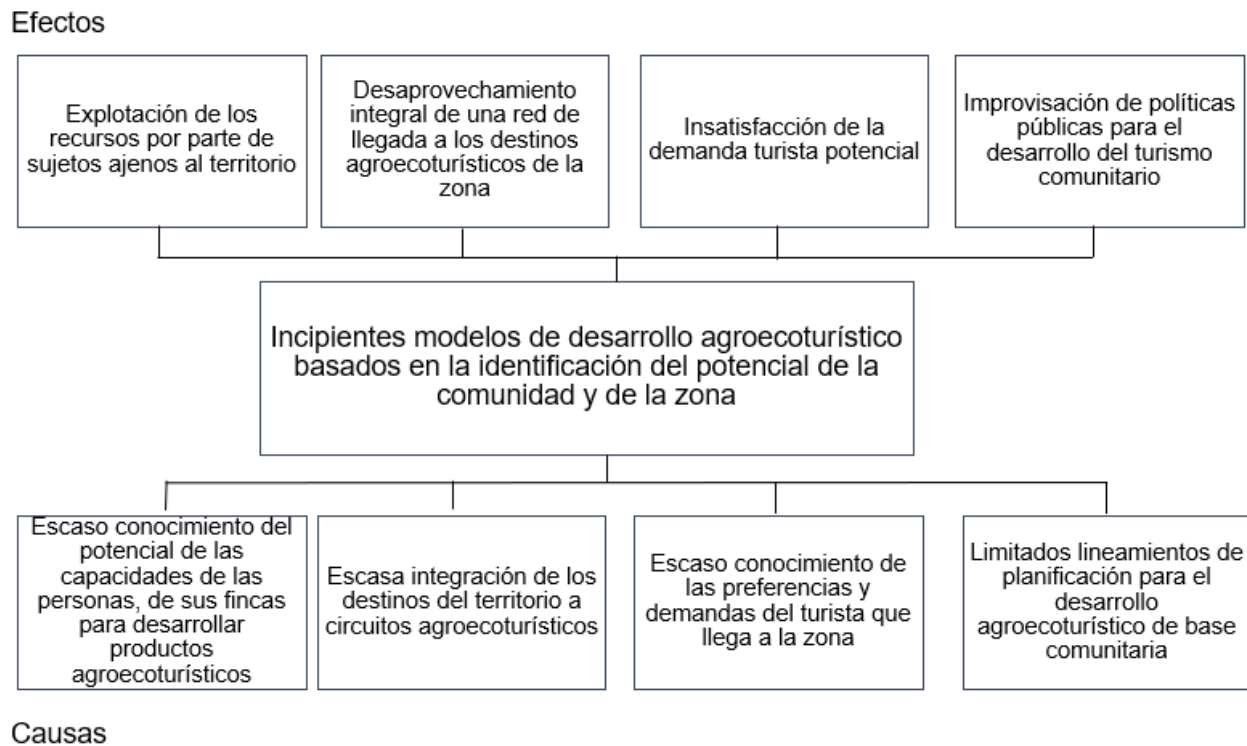 Efectos
Explotación de los
recursos por parte de
sujetos ajenos al territorio
Desaprovechamiento
integral de una red de
llegada a los destinos
agroecoturísticos de la
zona
Insatisfacción de la
demanda turista potencial
Improvisación de políticas
públicas para el
desarrollo del turismo
comunitario
Incipientes modelos de desarrollo agroecoturístico
basados en la identificación del potencial de la
comunidad y de la zona
Escaso conocimiento del
potencial de las
capacidades de las
personas, de sus fincas
para desarrollar
productos
agroecoturísticos
Escasa integración de los
destinos del territorio a
circuitos agroecoturísticos
Escaso conocimiento de
las preferencias y
demandas del turista que
llega a la zona
Limitados lineamientos de
planificación para el
desarrollo
agroecoturístico de base
comunitaria
Causas